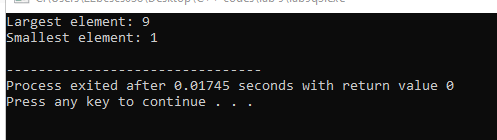 Largest element: 9
Smallest element: 1
--------------------------------
Process exited after 0.01745 seconds with return value 0
Press any key to continue . . .